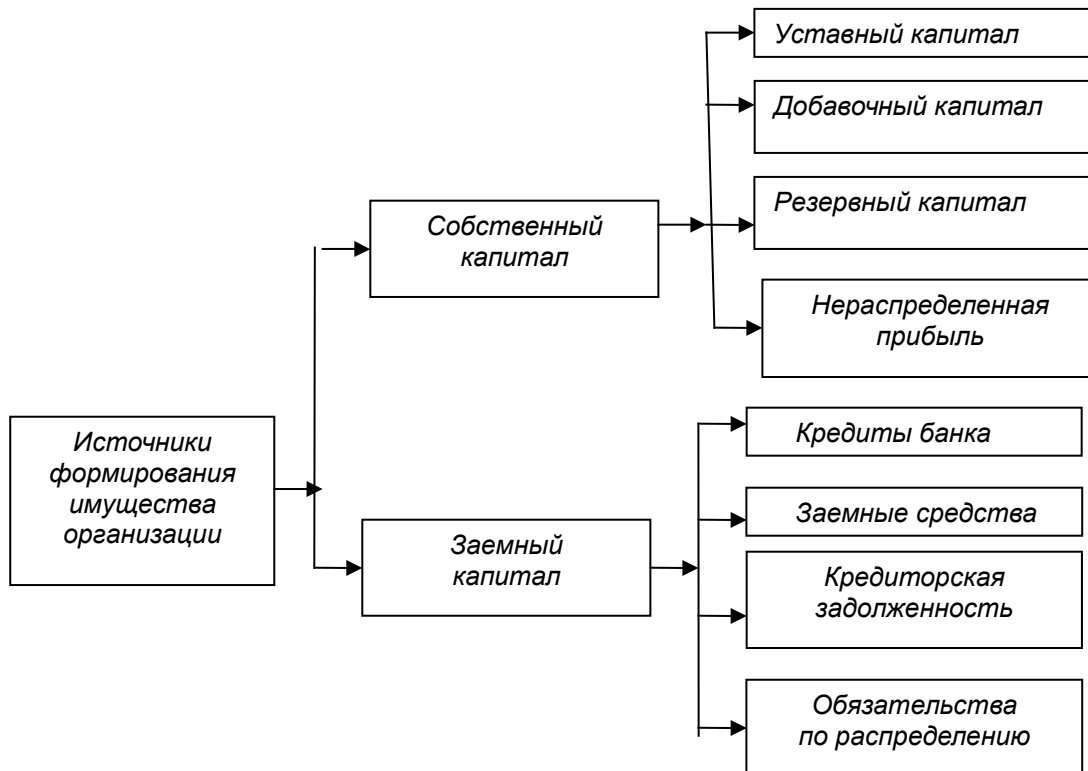 Уставный капитал
Добавочный капитал
Резервный капитал
Собственный
капитал
Нераспределенная
прибыль
Источники
формирования
имущества
организации
Кредиты банка
Заемные средства
Заемный
капитал
Кредиторская
задолженность
Обязательства
по распределению